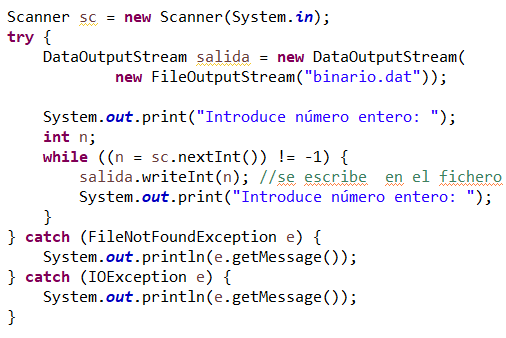 Scanner sc = new Scanner(System.in);
try {
    DataOutputStream salida = new DataOutputStream(
            new FileOutputStream("binario.dat"));

    System.out.print("Introduce número entero: ");
    int n;
    while ((n = sc.nextInt()) != -1) {
        salida.writeInt(n); //se escribe  en el fichero
        System.out.print("Introduce número entero: ");
    }
} catch (FileNotFoundException e) {
    System.out.println(e.getMessage());
} catch (IOException e) {
    System.out.println(e.getMessage());
}